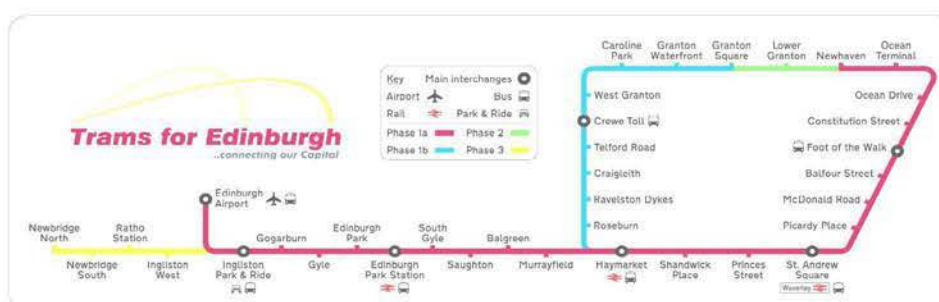 Trams for Edinburgh
...connecting our Capital
Key Main interchanges
Airport Bus
Rail Park & Ride
Phase 1a Phase 2
Phase 1b Phase 3
Caroline
Park
Granton
Waterfront
Granton
Square
Lower
Granton
Newhaven
Ocean
Terminal
West Granton
Crewe Toll
Telford Road
Craigleith
Ravelston Dykes
Roseburn
Ocean Drive
Constitution Street
Foot of the Walk
Balfour Street
McDonald Road
Picardy Place
Edinburgh
Airport
Newbridge
North
Ratho
Station
Gogarburn
Edinburgh
Park
South
Gyle
Balgreen
Newbridge
South
Ingliston
West
Ingliston
Park & Ride
Gyle
Edinburgh
Park Station
Saughton
Murrayfield
Haymarket
Shandwick
Place
Princes
Street
St. Andrew
Square
Waverley